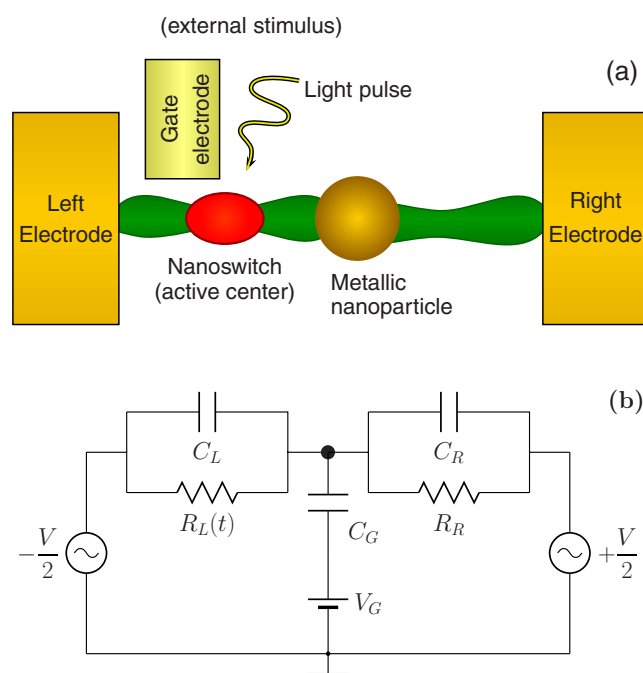 (external stimulus)
(a)
Gate
electrode
Light pulse
Left
Electrode
Right
Electrode
Nanoswitch
(active center)
Metallic
nanoparticle
(b)
C_L
C_R
R_L(t)
R_R
C_G
V_G
−V/2
+V/2